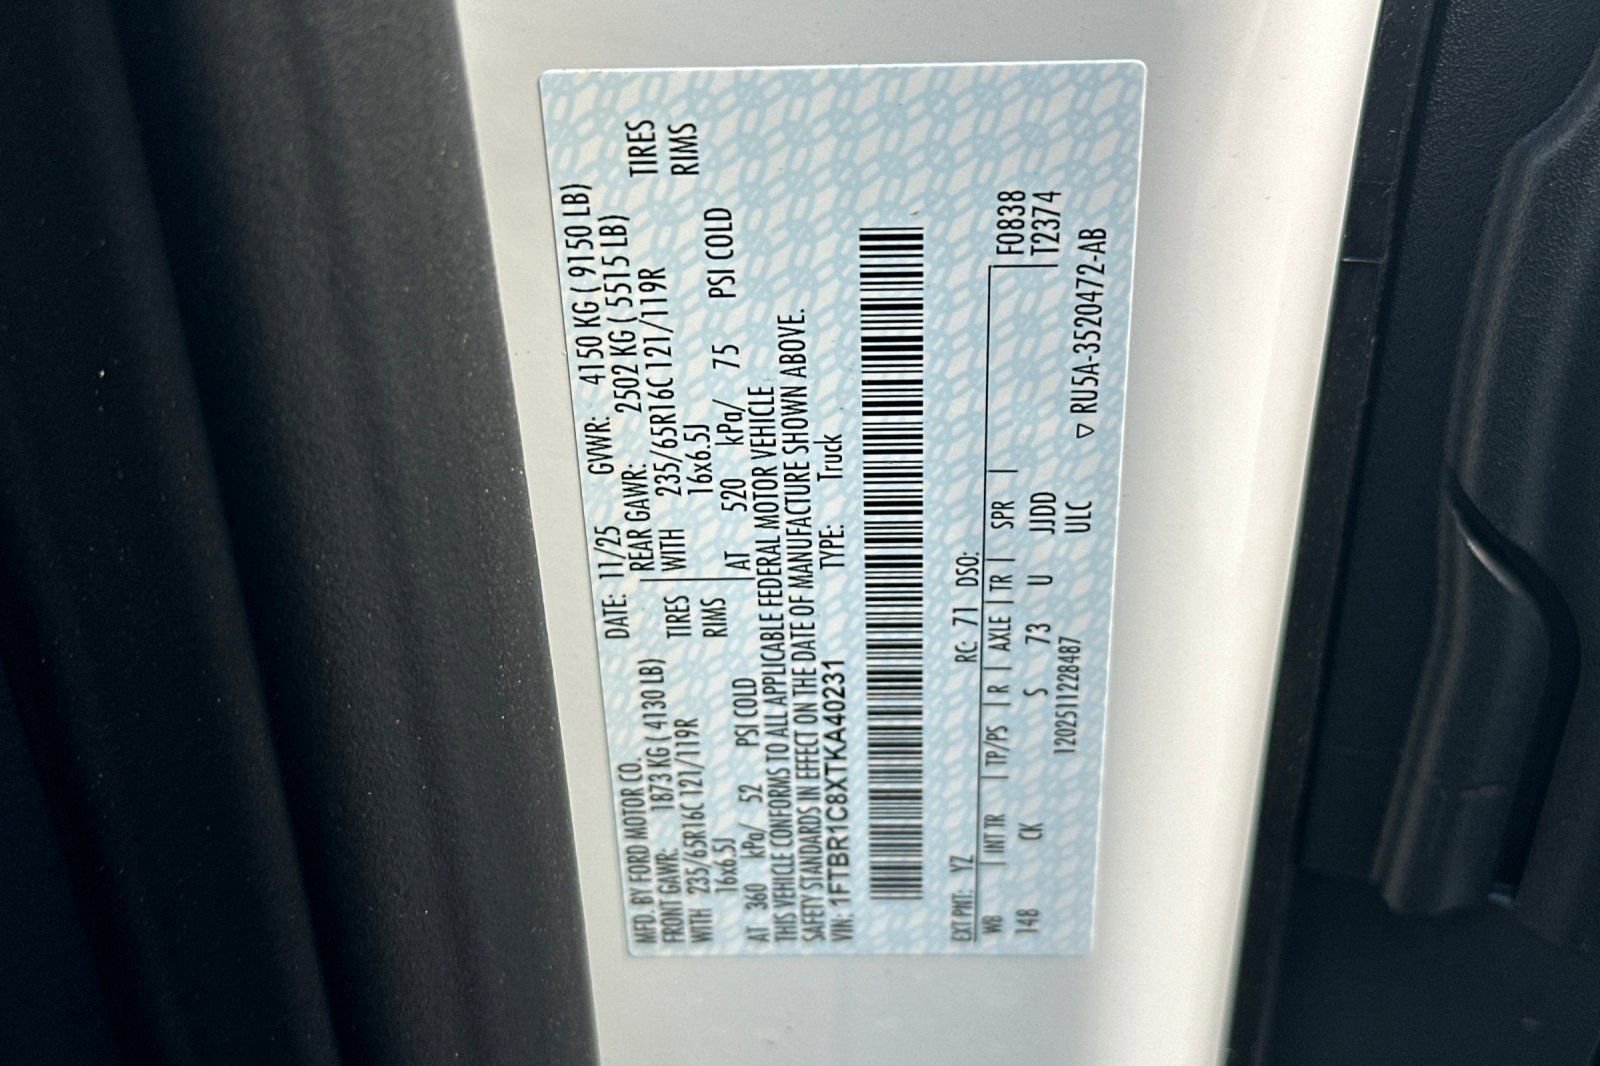 MFD. BY FORD MOTOR CO.
DATE: 11/25 GVWR: 4150 KG ( 9150 LB)
FRONT GAWR: 1873 KG ( 4130 LB) REAR GAWR: 2502 KG ( 5515 LB)
WITH 235/65R16C 121/119R TIRES WITH 235/65R16C 121/119R TIRES
16x6.5J RIMS 16x6.5J RIMS
AT 360 kPa/ 52 PSI COLD AT 520 kPa/ 75 PSI COLD
THIS VEHICLE CONFORMS TO ALL APPLICABLE FEDERAL MOTOR VEHICLE
SAFETY STANDARDS IN EFFECT ON THE DATE OF MANUFACTURE SHOWN ABOVE.
VIN: 1FTBR1C8XTKA40231 TYPE: Truck
EXT PNT: YZ RC: 71 DSO:
WB INT TR TP/PS R AXLE TR SPR F0838
148 CK S 73 U JJDD T2374
120251122848​7 ULC
▽ RU5A-3520472-AB